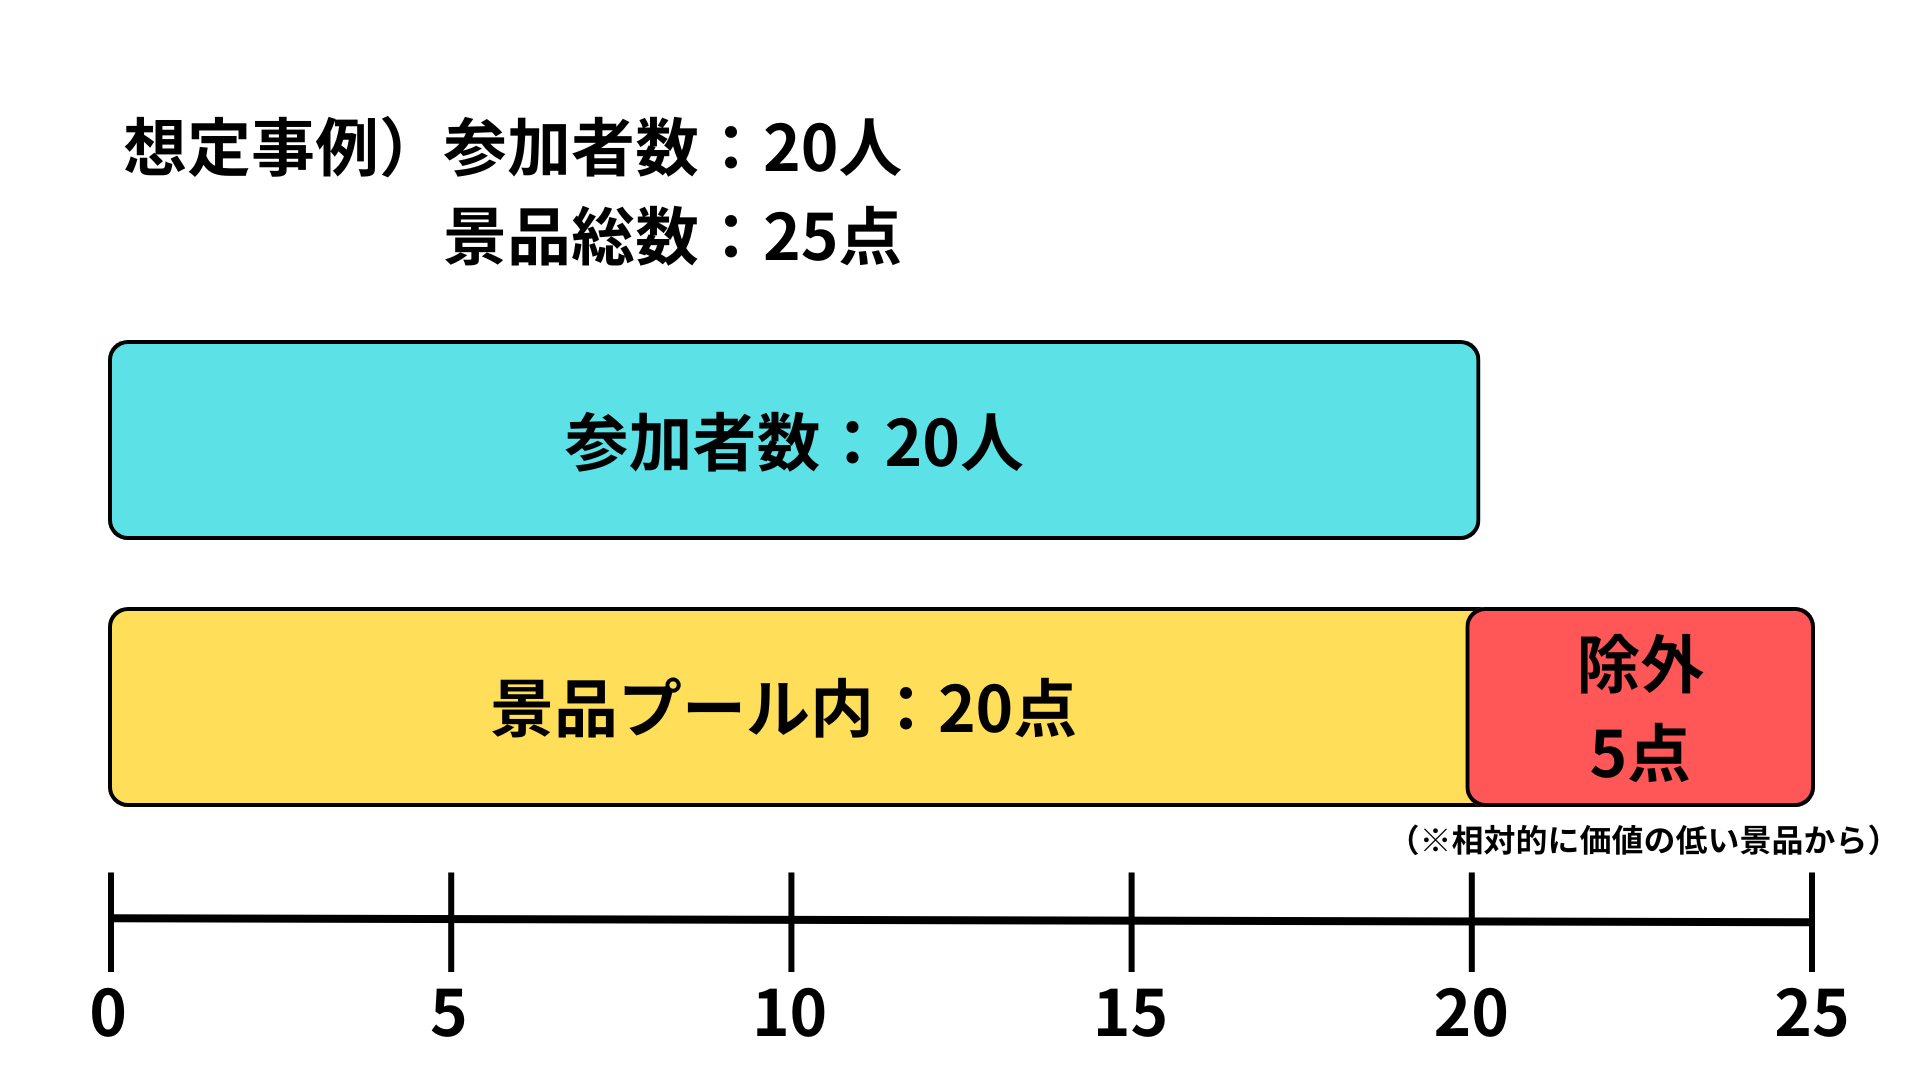 想定事例）参加者数：20人
景品総数：25点
参加者数：20人
景品プール内：20点
除外
5点
（※相対的に価値の低い景品から）
0 5 10 15 20 25